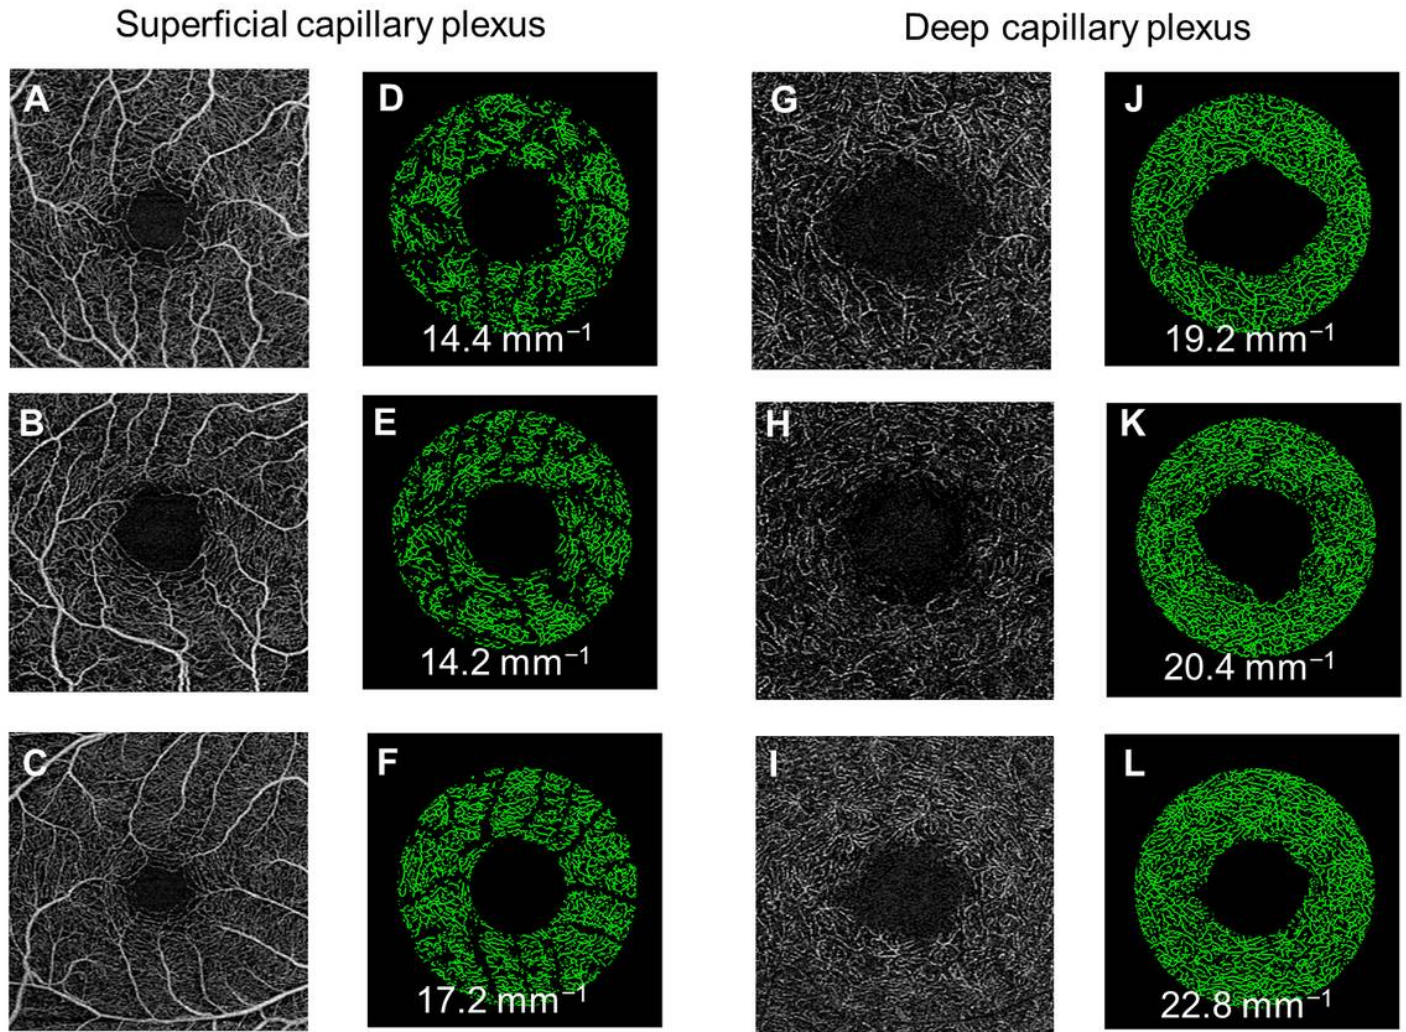 Superficial capillary plexus
Deep capillary plexus
A
D
14.4 mm⁻¹
G
J
19.2 mm⁻¹
B
E
14.2 mm⁻¹
H
K
20.4 mm⁻¹
C
F
17.2 mm⁻¹
I
L
22.8 mm⁻¹